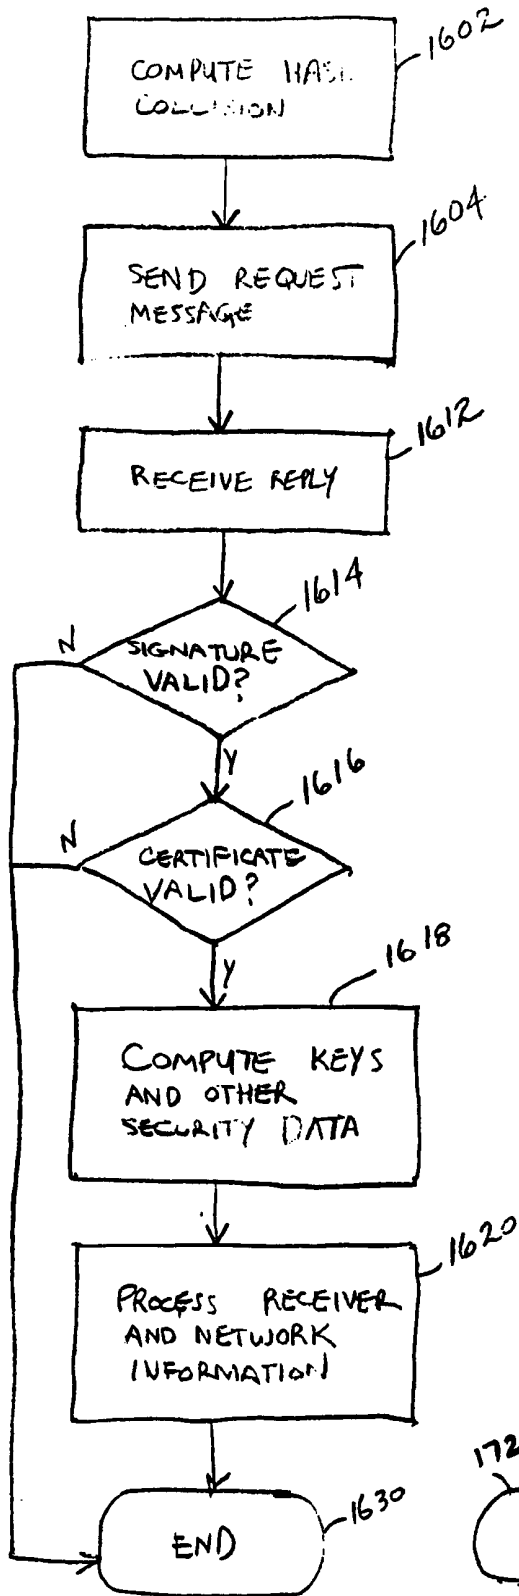 1602
COMPUTE HASH
COLLISION
1604
SEND REQUEST
MESSAGE
1612
RECEIVE REPLY
1614
N
SIGNATURE
VALID?
Y
1616
N
CERTIFICATE
VALID?
Y
1618
COMPUTE KEYS
AND OTHER
SECURITY DATA
1620
PROCESS RECEIVER
AND NETWORK
INFORMATION
1630
END
172